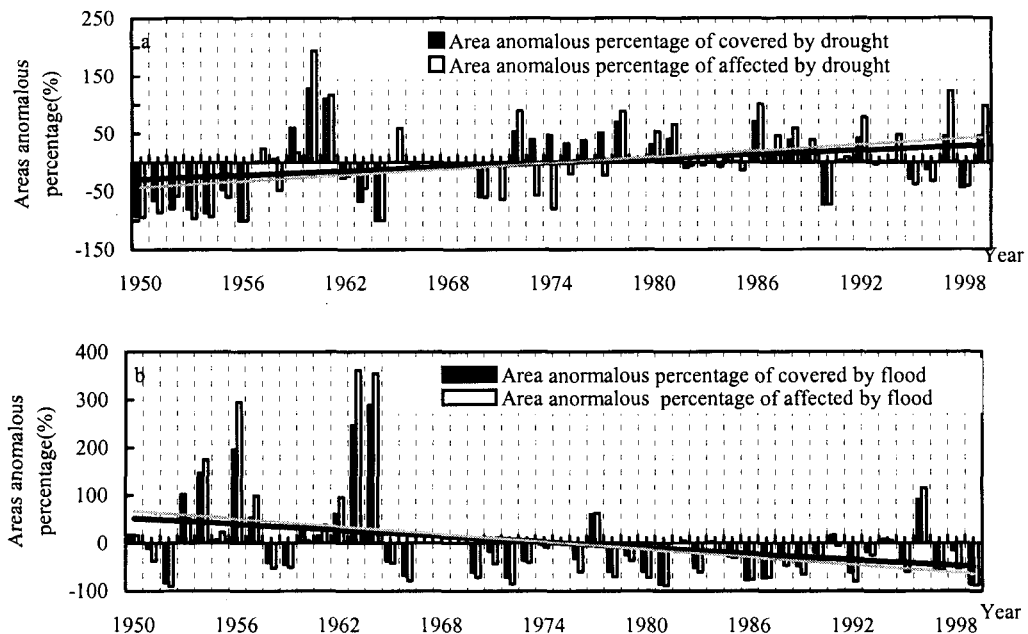 250
a
Area anomalous percentage of covered by drought
Area anomalous percentage of affected by drought
150
50
-50
-150
Areas anomalous
percentage(%)
Year
1950 1956 1962 1968 1974 1980 1986 1992 1998
400
b
Area anormalous percentage of covered by flood
Area anormalous percentage of affected by flood
300
200
100
0
-100
Areas anomalous
percentage(%)
1950 1956 1962 1968 1974 1980 1986 1992 1998
Year